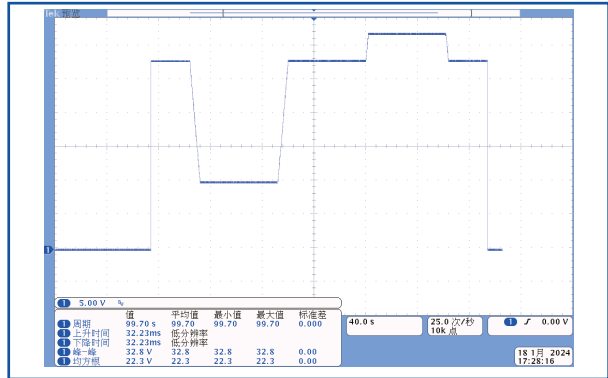 Tek 预览
1
1 5.00 V
值 平均值 最小值 最大值 标准差
1 周期 99.70 s 99.70 99.70 99.70 0.000
1 上升时间 32.23ms 低分辨率
1 下降时间 32.23ms 低分辨率
1 峰—峰 32.8 V 32.8 32.8 32.8 0.00
1 均方根 22.3 V 22.3 22.3 22.3 0.00
40.0 s
25.0 次/秒
10k 点
1 0.00 V
18 1月 2024
17:28:16